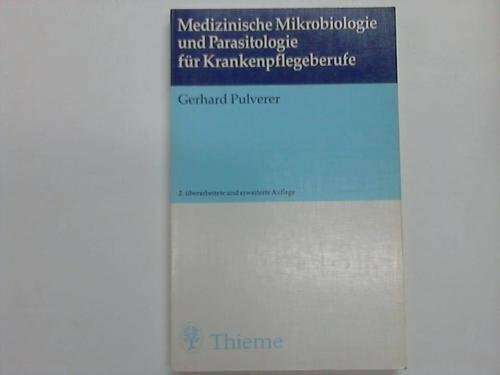 Medizinische Mikrobiologie
und Parasitologie
für Krankenpflegeberufe
Gerhard Pulverer
2. überarbeitete und erweiterte Auflage
Thieme